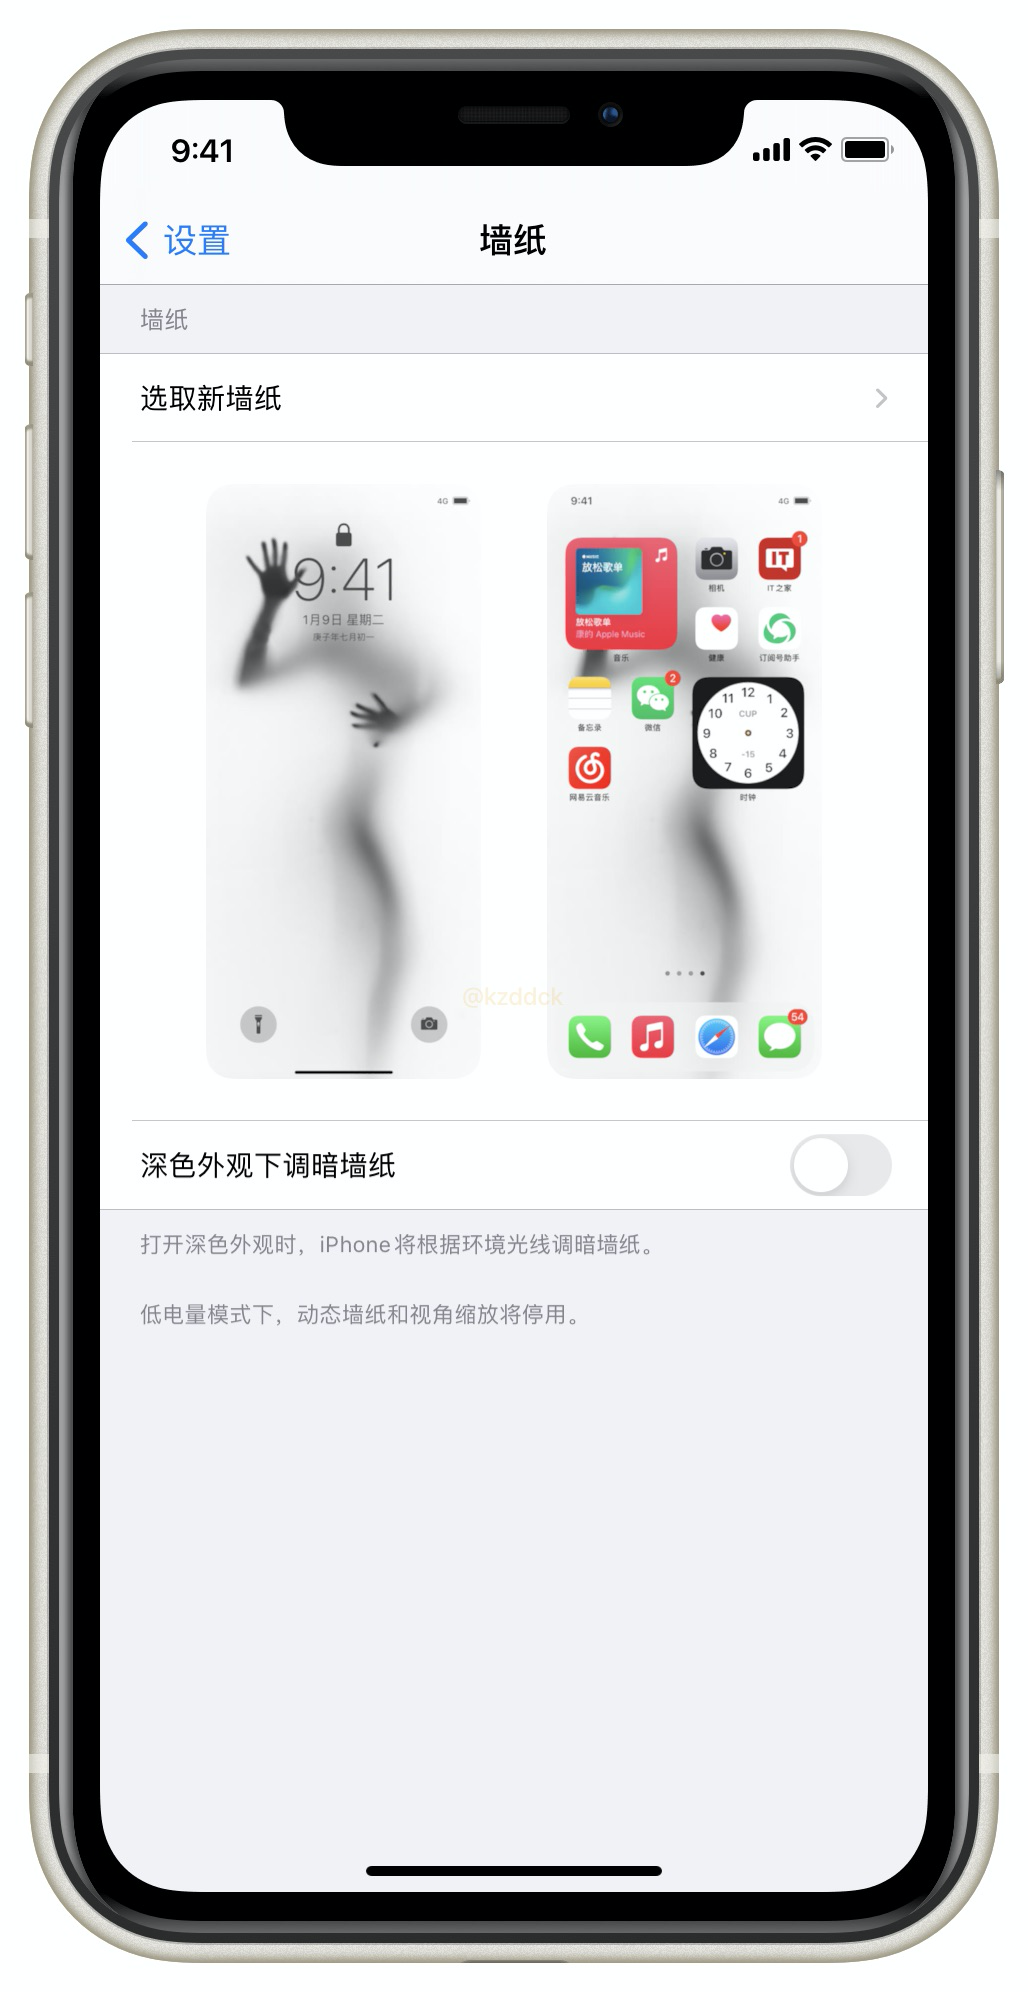 9:41
设置
墙纸
墙纸
选取新墙纸
4G
9:41
1月9日 星期二
庚子年七月初一
9:41
4G
放松歌单
放松歌单
源的 Apple Music
音乐
相机
1
IT
IT之家
健康
订阅号助手
备忘录
2
微信
12
11
1
10
CUP
2
9
3
8
-15
4
7
6
5
时钟
网易云音乐
@kzddck
54
深色外观下调暗墙纸
打开深色外观时，iPhone将根据环境光线调暗墙纸。
低电量模式下，动态墙纸和视角缩放将停用。